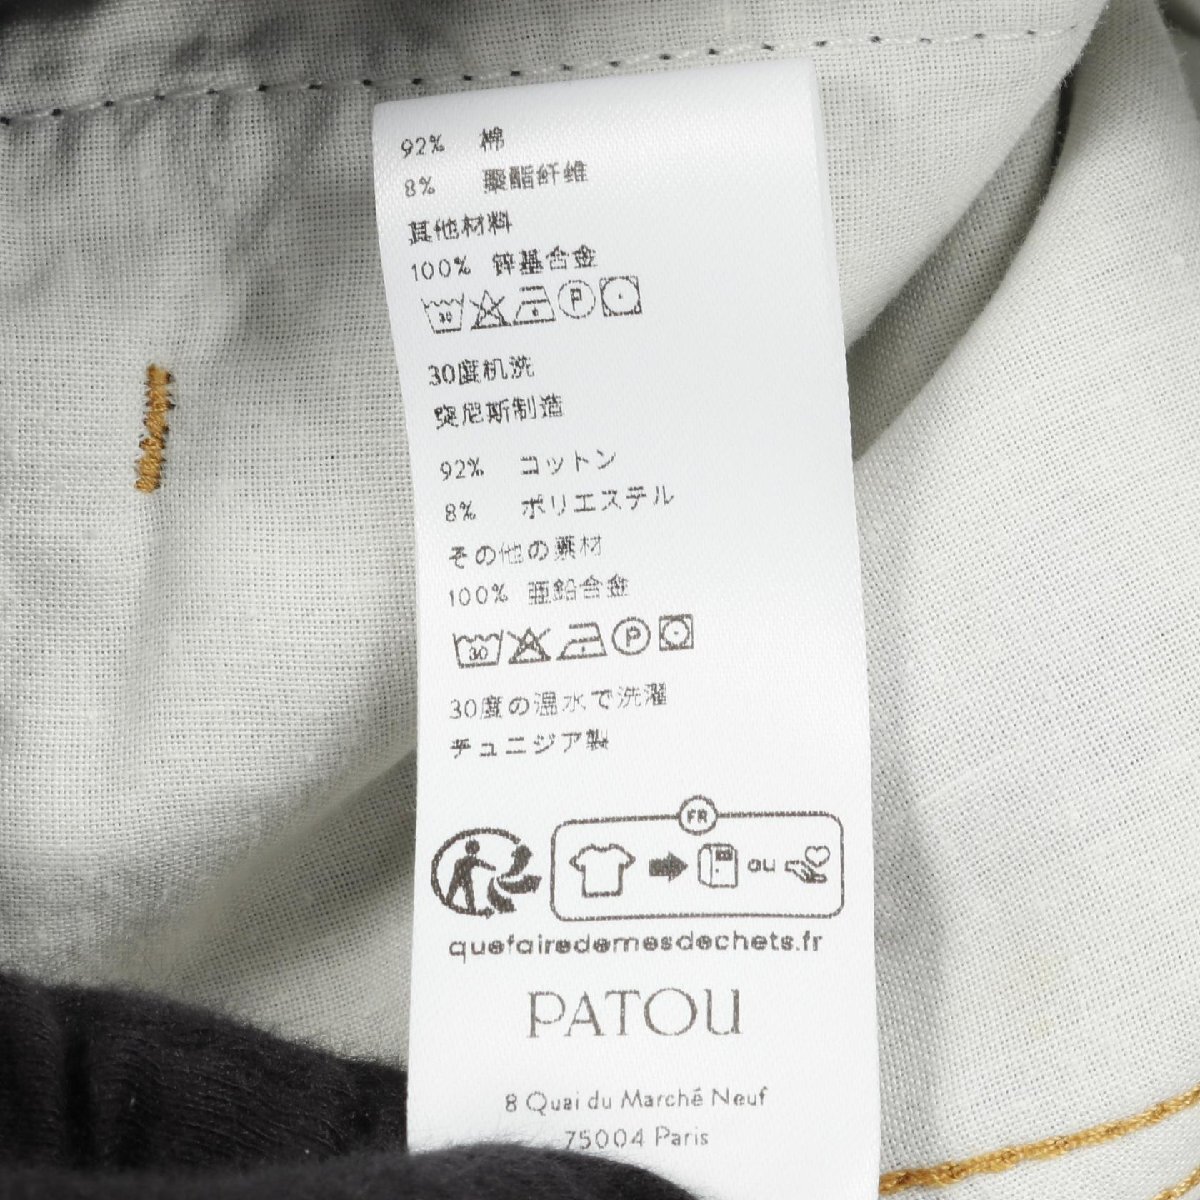 92% 棉
8% 聚酯纤维
其他材料
100% 锌基合金
30 P
30度机洗
突尼斯制造
92% コットン
8% ポリエステル
その他の素材
100% 亜鉛合金
30 P
30度の温水で洗濯
チュニジア製
FR
ou
quefairedemesdechets.fr
PATOU
8 Quai du Marché Neuf
75004 Paris